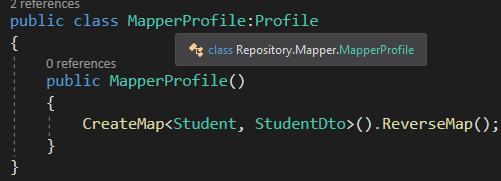 2 references
public class MapperProfile:Profile
{
class Repository.Mapper.MapperProfile
0 references
public MapperProfile()
{
CreateMap<Student, StudentDto>().ReverseMap();
}
}